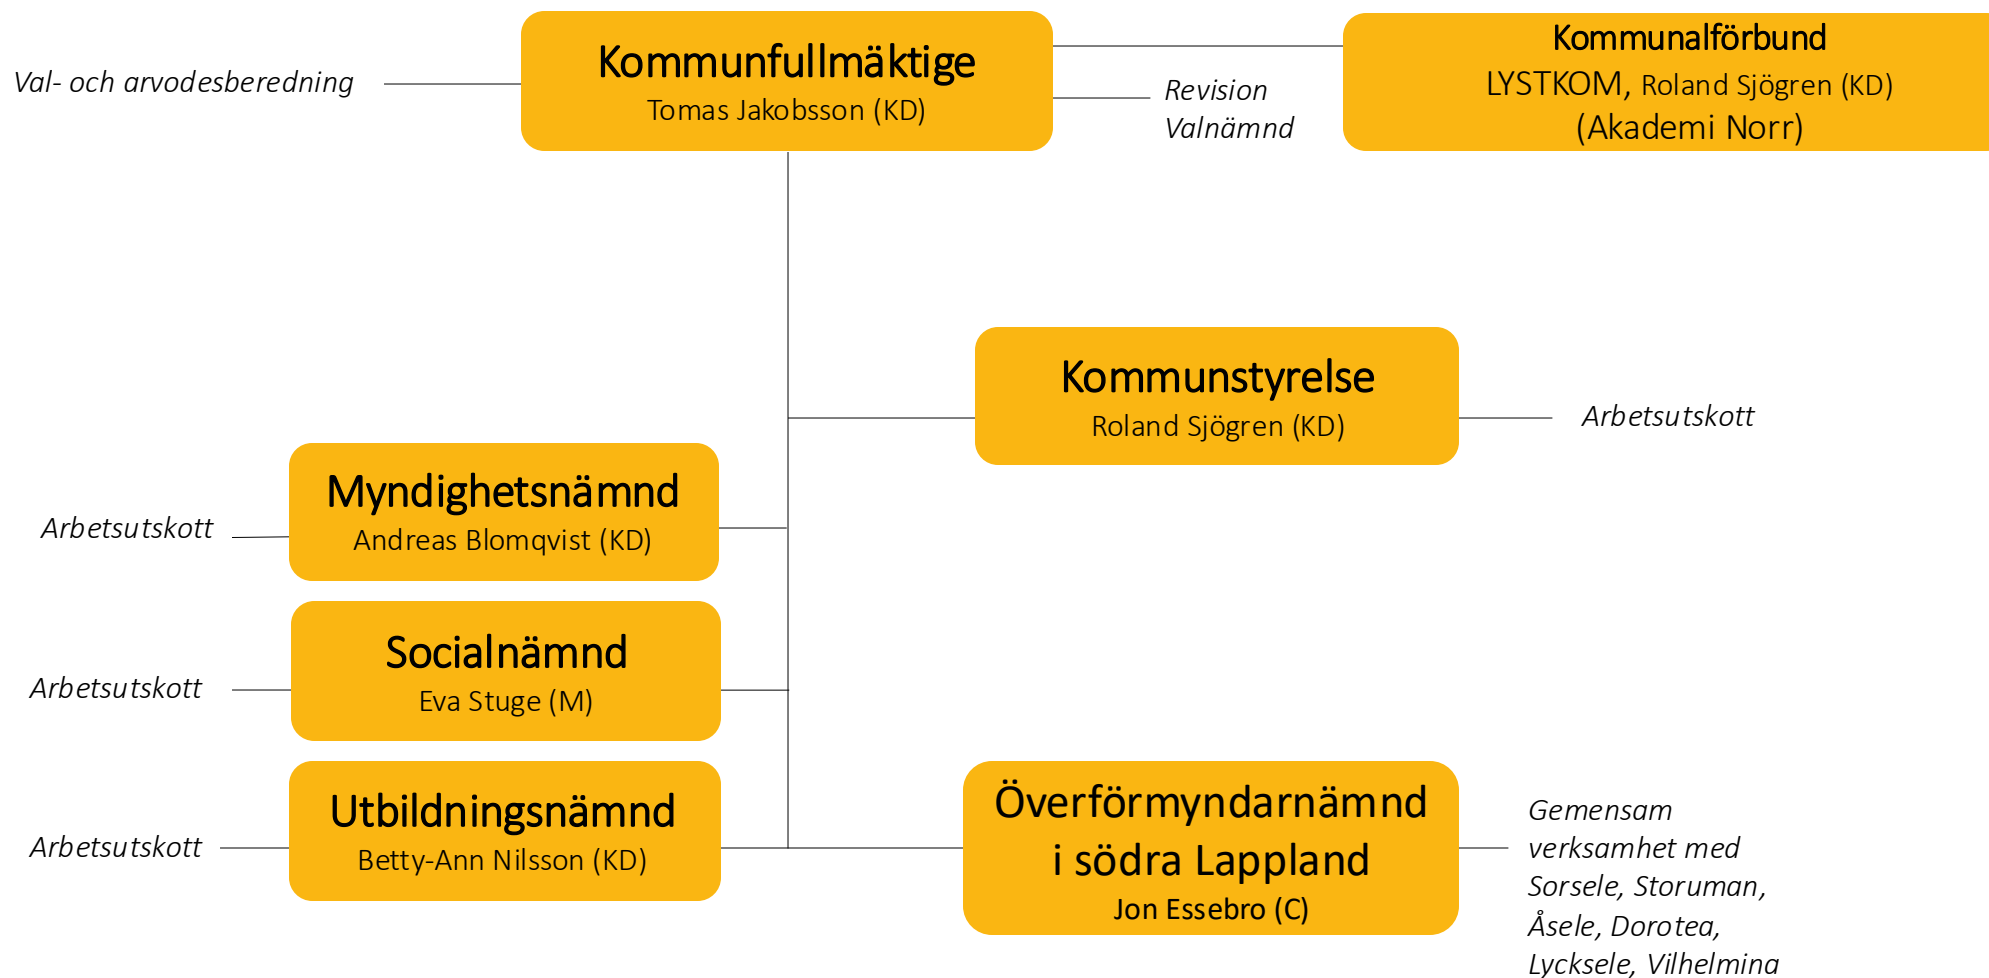 Kommunfullmäktige
Tomas Jakobsson (KD)
Val- och arvodesberedning
Revision
Valnämnd
Kommunalförbund
LYSTKOM, Roland Sjögren (KD)
(Akademi Norr)
Kommunstyrelse
Roland Sjögren (KD)
Arbetsutskott
Myndighetsnämnd
Andreas Blomqvist (KD)
Arbetsutskott
Socialnämnd
Eva Stuge (M)
Arbetsutskott
Utbildningsnämnd
Betty-Ann Nilsson (KD)
Arbetsutskott
Överförmyndarnämnd
i södra Lappland
Jon Essebro (C)
Gemensam
verksamhet med
Sorsele, Storuman,
Åsele, Dorotea,
Lycksele, Vilhelmina